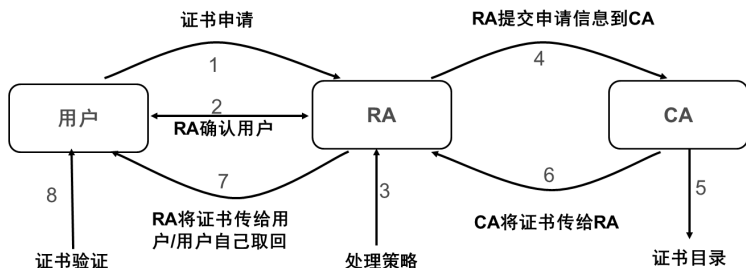 证书申请
RA提交申请信息到CA
1
4
用户
2
RA确认用户
RA
CA
8
7
3
6
5
RA将证书传给用
户/用户自己取回
CA将证书传给RA
证书验证
处理策略
证书目录